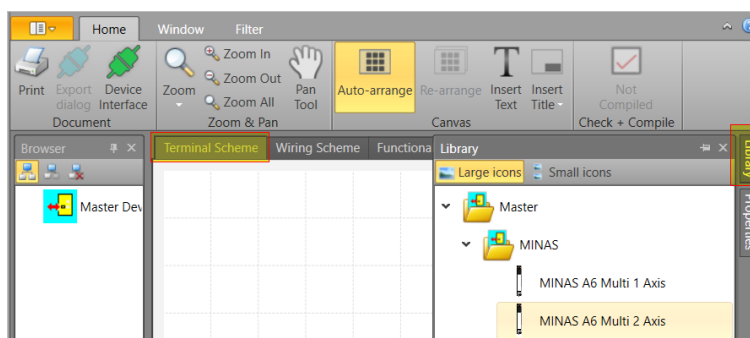 Home Window Filter
Print Export dialog Device Interface
Document
Zoom Zoom In
Zoom Out
Zoom All
Pan Tool
Zoom & Pan
Auto-arrange Re-arrange Insert Text Insert Title
Canvas
Not Compiled
Check + Compile
Browser
Terminal Scheme Wiring Scheme Functiona
Library
Large icons Small icons
Library
Properties
Master Dev
Master
MINAS
MINAS A6 Multi 1 Axis
MINAS A6 Multi 2 Axis